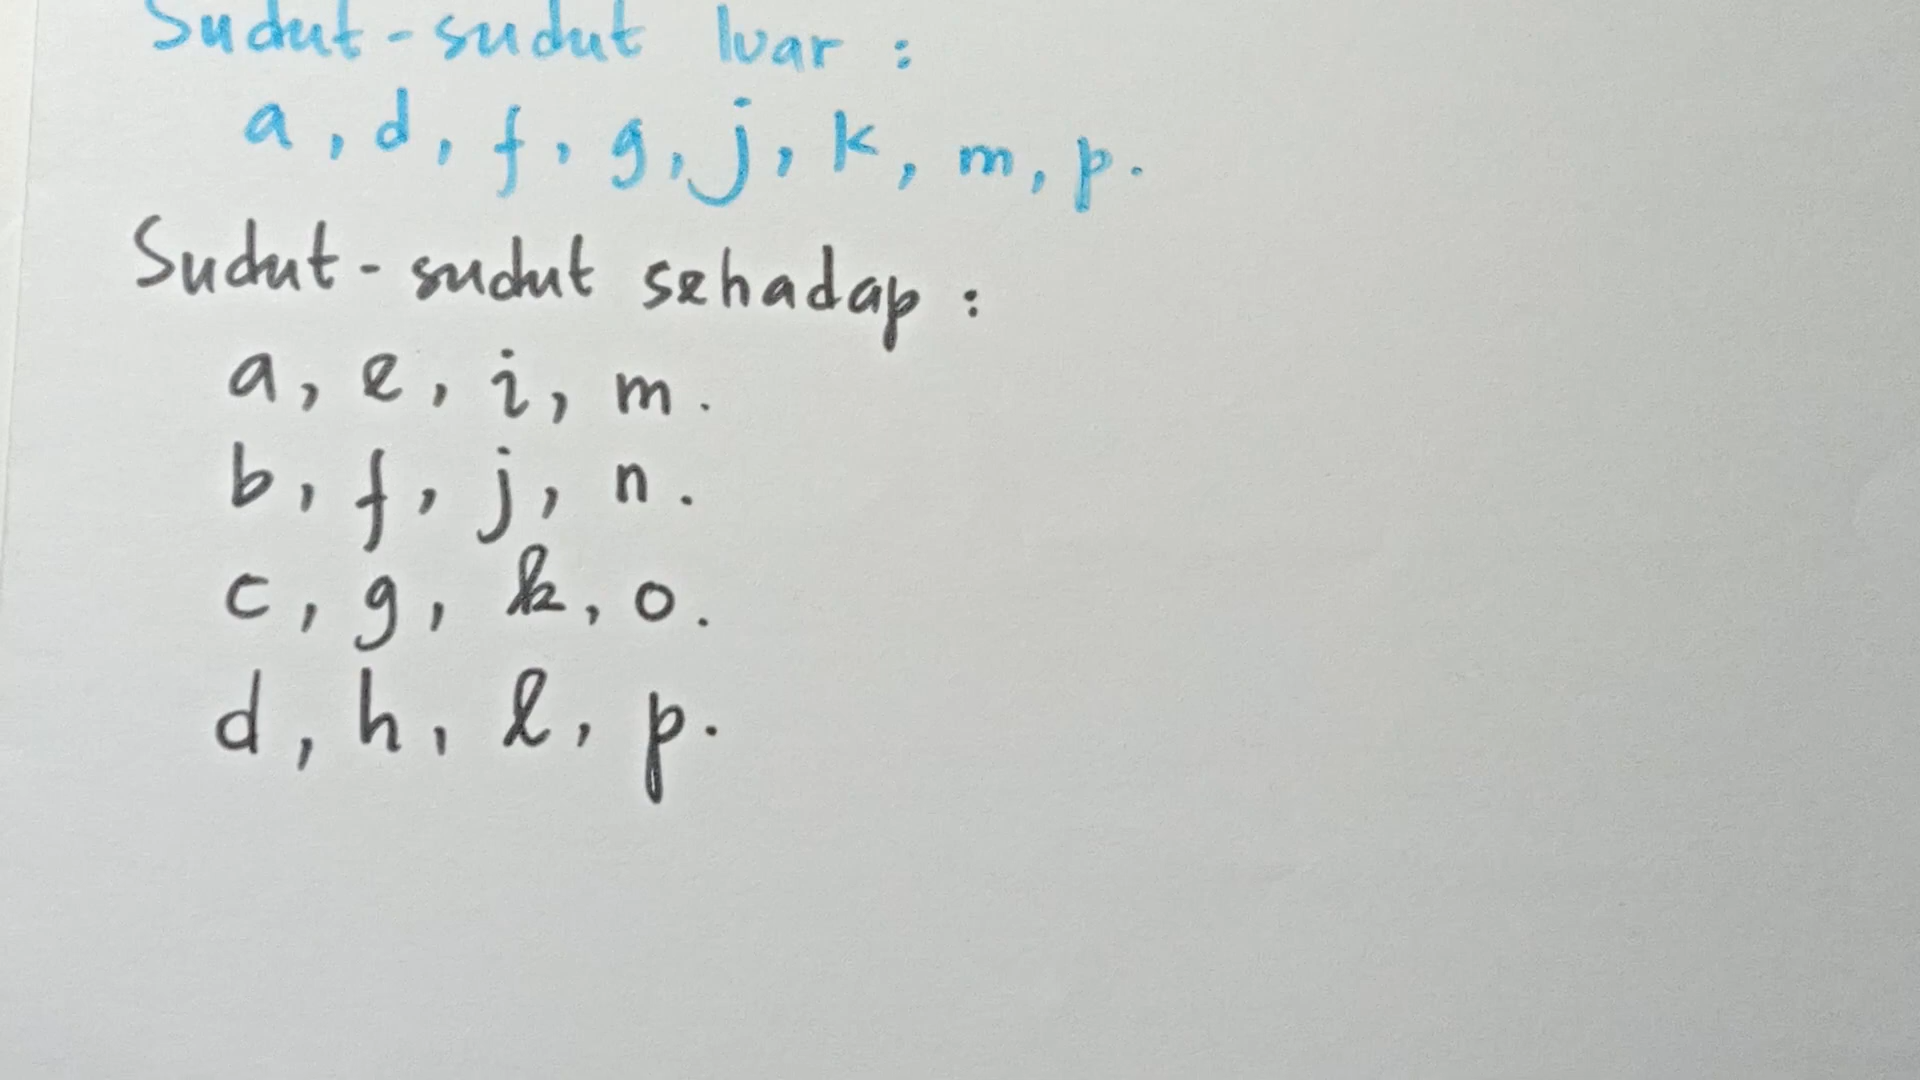 Sudut-sudut luar :
a, d, f, g, j, k, m, p.
Sudut-sudut sehadap :
a, e, i, m.
b, f, j, n.
c, g, k, o.
d, h, l, p.